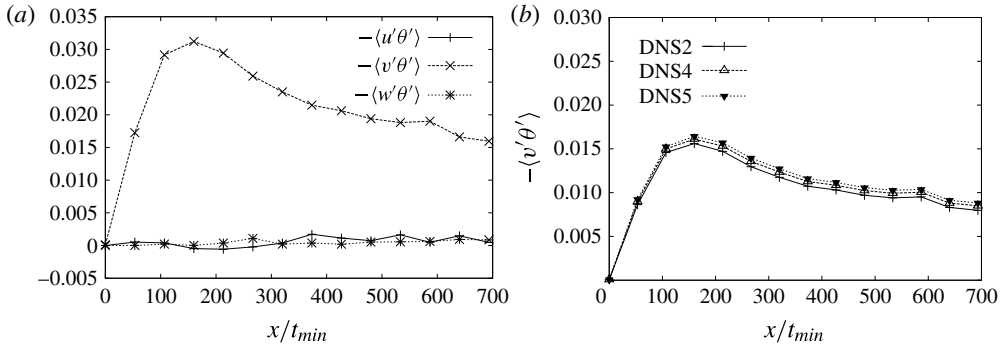 (a)
0.035
0.030
0.025
0.020
0.015
0.010
0.005
0
−0.005
−⟨u′θ′⟩
−⟨v′θ′⟩
−⟨w′θ′⟩
0 100 200 300 400 500 600 700
x/t_min
(b)
0.030
0.025
0.020
0.015
0.010
0.005
−⟨v′θ′⟩
DNS2
DNS4
DNS5
0 100 200 300 400 500 600 700
x/t_min